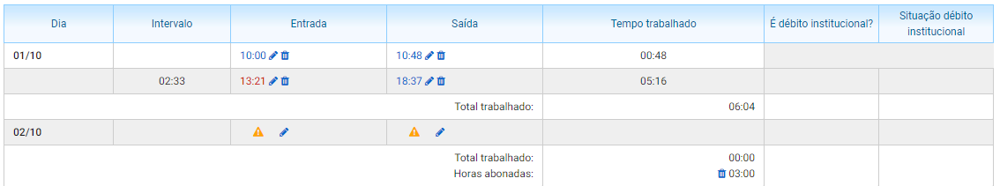 Dia Intervalo Entrada Saída Tempo trabalhado É débito institucional? Situação débito institucional
01/10 10:00 10:48 00:48
02:33 13:21 18:37 05:16
Total trabalhado: 06:04
02/10
Total trabalhado: 00:00
Horas abonadas: 03:00